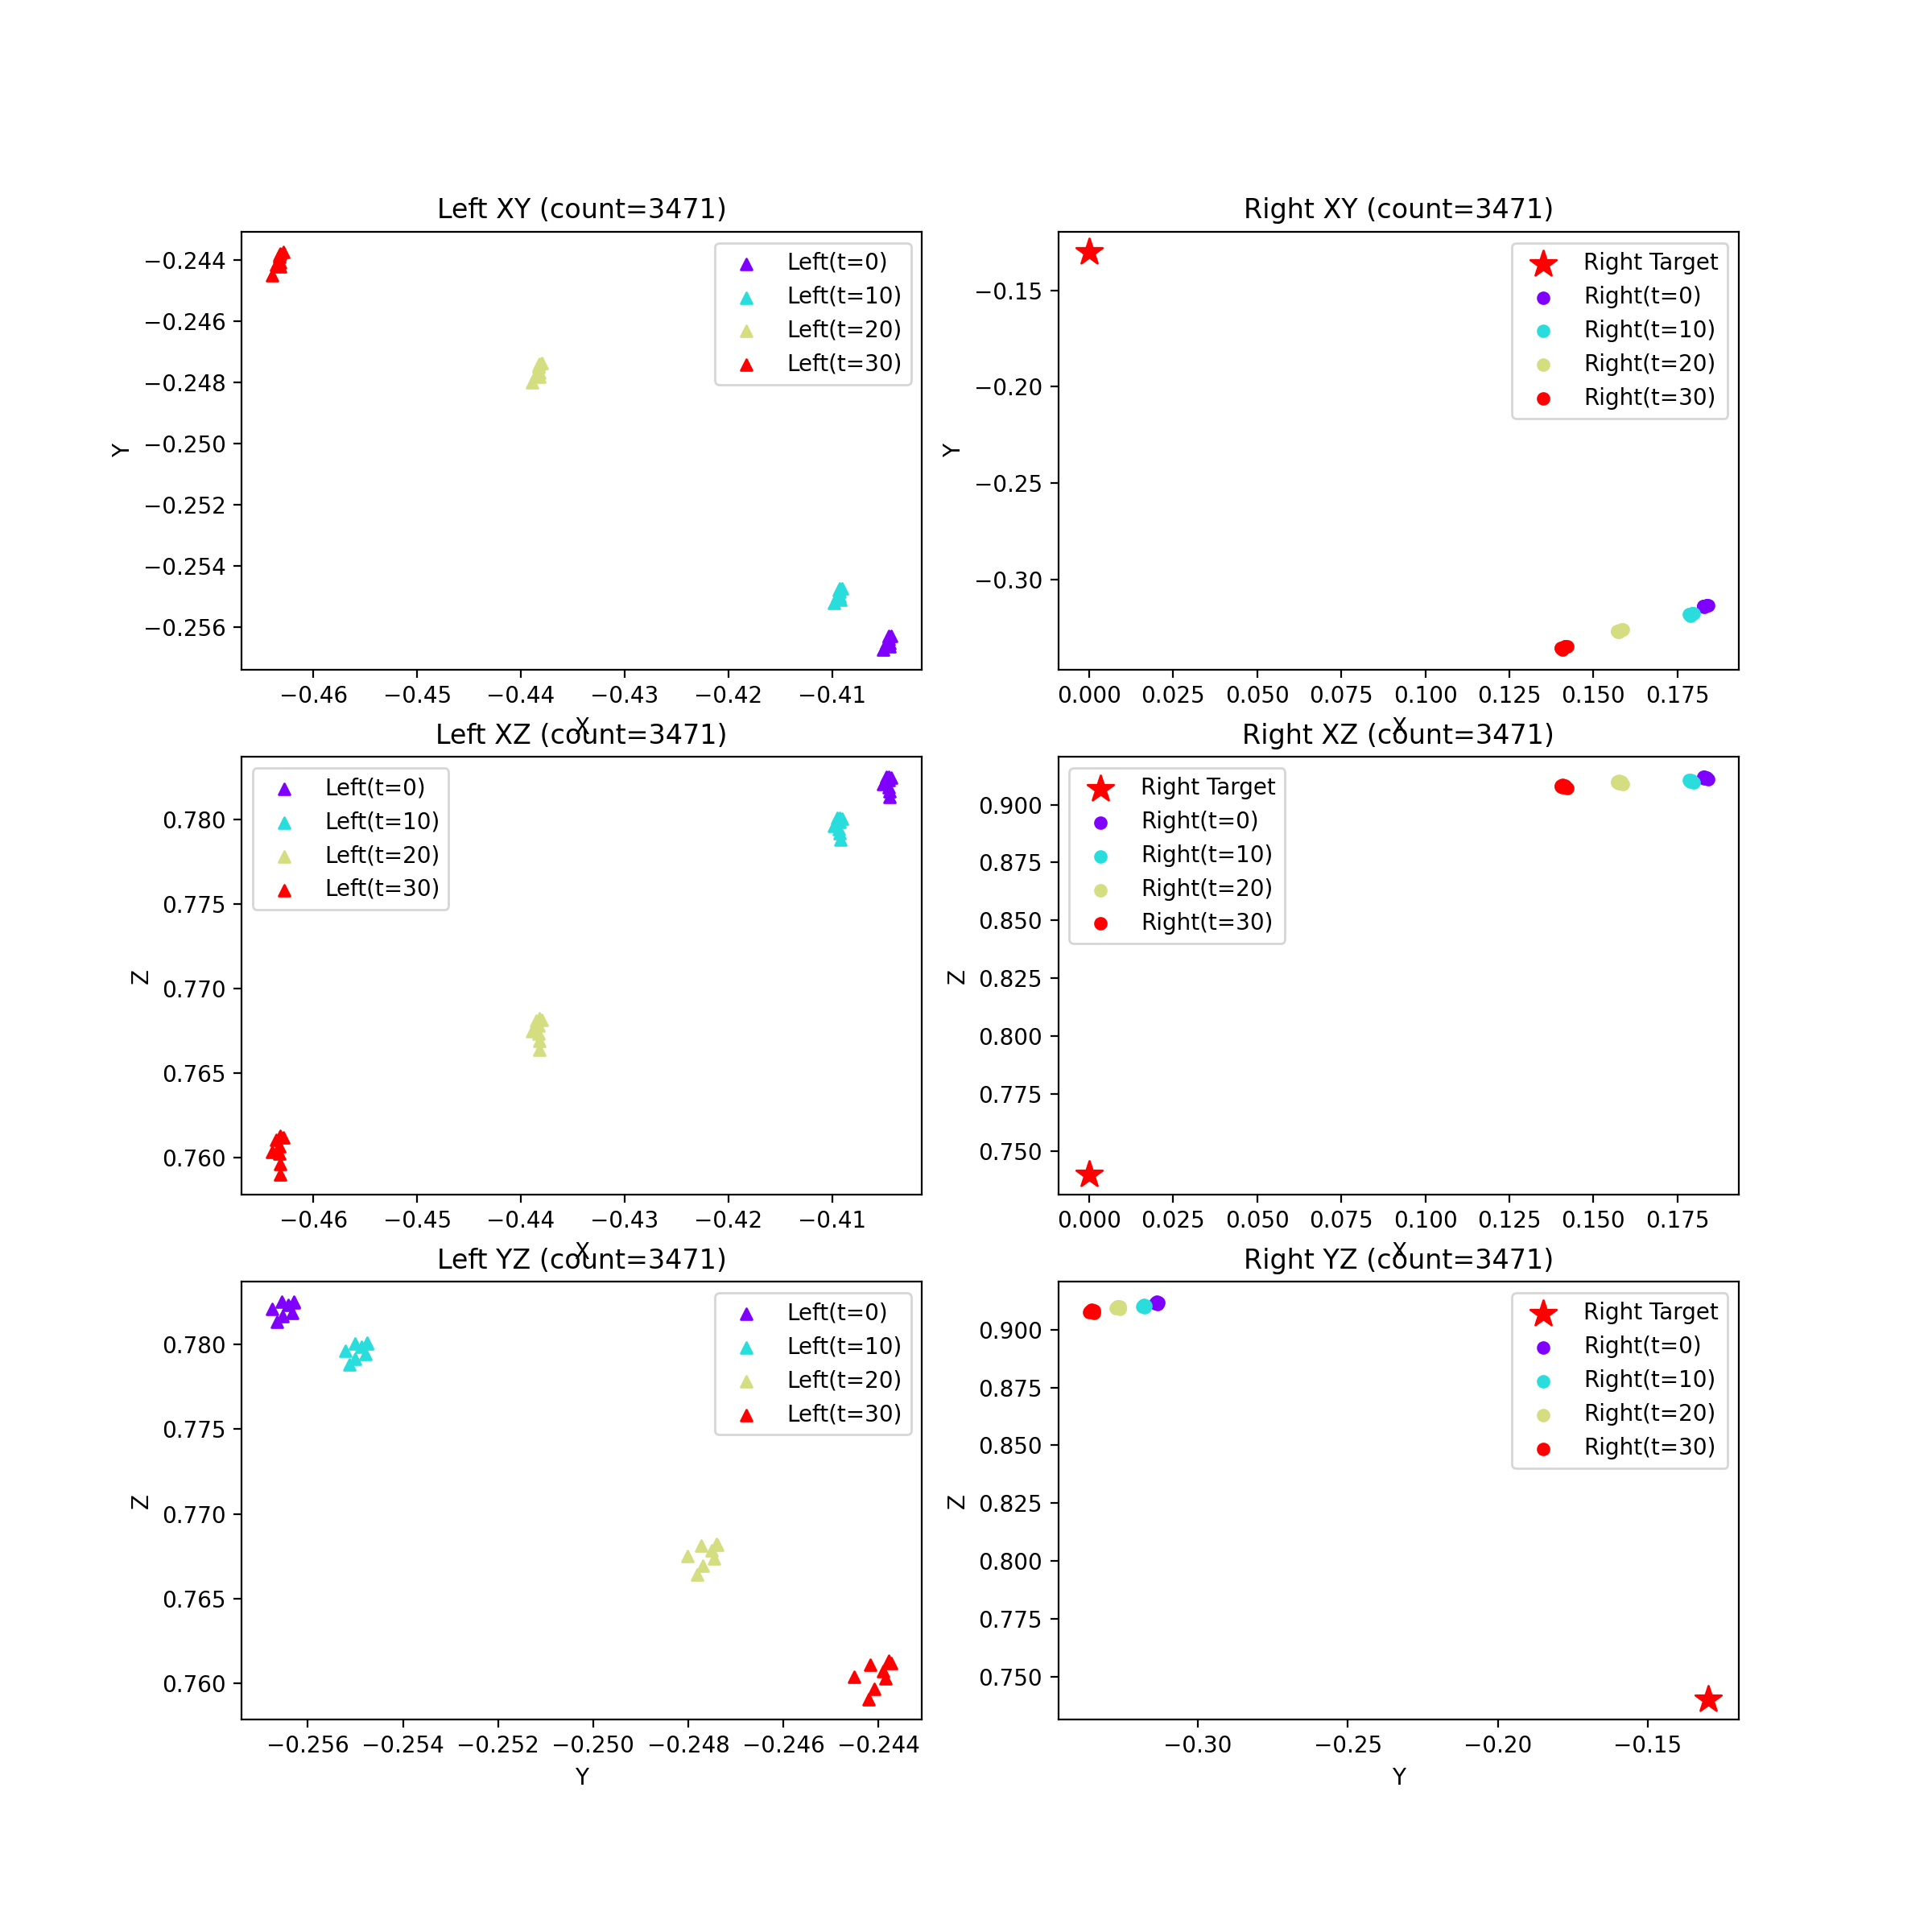 Left XY (count=3471)
−0.244
−0.246
−0.248
−0.250
−0.252
−0.254
−0.256
Y
Left(t=0)
Left(t=10)
Left(t=20)
Left(t=30)
−0.46
−0.45
−0.44
−0.43
−0.42
−0.41
X
Right XY (count=3471)
−0.15
−0.20
−0.25
−0.30
Y
Right Target
Right(t=0)
Right(t=10)
Right(t=20)
Right(t=30)
0.000
0.025
0.050
0.075
0.100
0.125
0.150
0.175
X
Left XZ (count=3471)
0.780
0.775
0.770
0.765
0.760
Z
Left(t=0)
Left(t=10)
Left(t=20)
Left(t=30)
−0.46
−0.45
−0.44
−0.43
−0.42
−0.41
X
Right XZ (count=3471)
0.900
0.875
0.850
0.825
0.800
0.775
0.750
Z
Right Target
Right(t=0)
Right(t=10)
Right(t=20)
Right(t=30)
0.000
0.025
0.050
0.075
0.100
0.125
0.150
0.175
X
Left YZ (count=3471)
0.780
0.775
0.770
0.765
0.760
Z
Left(t=0)
Left(t=10)
Left(t=20)
Left(t=30)
−0.256
−0.254
−0.252
−0.250
−0.248
−0.246
−0.244
Y
Right YZ (count=3471)
0.900
0.875
0.850
0.825
0.800
0.775
0.750
Z
Right Target
Right(t=0)
Right(t=10)
Right(t=20)
Right(t=30)
−0.30
−0.25
−0.20
−0.15
Y